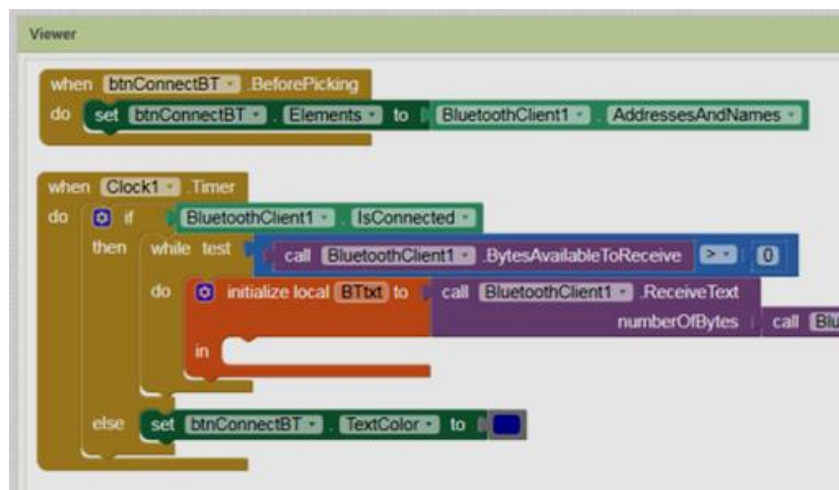 Viewer
when btnConnectBT .BeforePicking
do set btnConnectBT . Elements to BluetoothClient1 . AddressesAndNames
when Clock1 .Timer
do if BluetoothClient1 . IsConnected
then while test call BluetoothClient1 .BytesAvailableToReceive > 0
do initialize local BTtxt to call BluetoothClient1 .ReceiveText
numberOfBytes call Blu
in
else set btnConnectBT . TextColor to